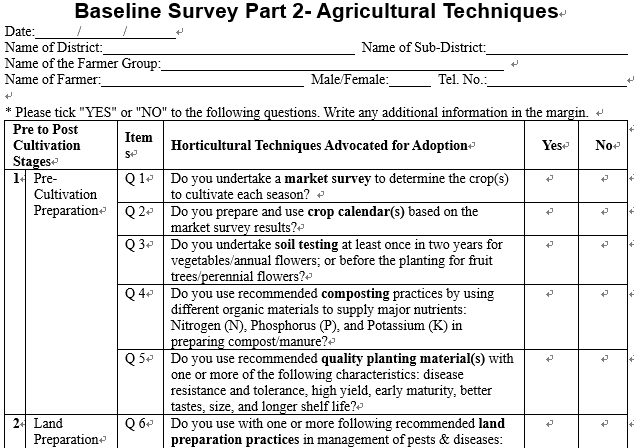 Baseline Survey Part 2- Agricultural Techniques
Date: / /
Name of District: Name of Sub-District:
Name of the Farmer Group:
Name of Farmer: Male/Female: Tel. No.:
* Please tick "YES" or "NO" to the following questions. Write any additional information in the margin.
Pre to Post
Cultivation
Stages
Item
s
Horticultural Techniques Advocated for Adoption
Yes
No
1
Pre-
Cultivation
Preparation
Q 1
Do you undertake a market survey to determine the crop(s)
to cultivate each season?
Q 2
Do you prepare and use crop calendar(s) based on the
market survey results?
Q 3
Do you undertake soil testing at least once in two years for
vegetables/annual flowers; or before the planting for fruit
trees/perennial flowers?
Q 4
Do you use recommended composting practices by using
different organic materials to supply major nutrients:
Nitrogen (N), Phosphorus (P), and Potassium (K) in
preparing compost/manure?
Q 5
Do you use recommended quality planting material(s) with
one or more of the following characteristics: disease
resistance and tolerance, high yield, early maturity, better
tastes, size, and longer shelf life?
2
Land
Preparation
Q 6
Do you use with one or more following recommended land
preparation practices in management of pests & diseases: